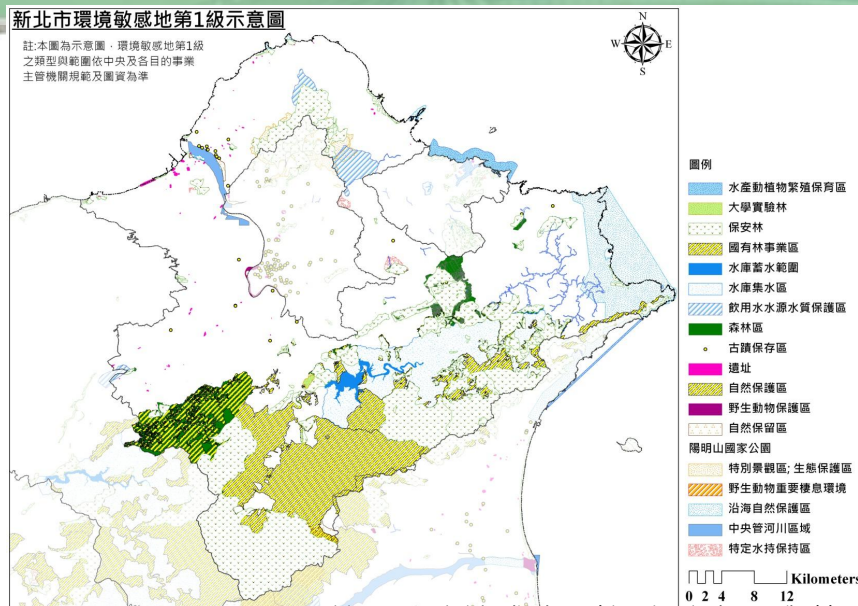 新北市環境敏感地第1級示意圖
註:本圖為示意圖，環境敏感地第1級
之類型與範圍依中央及各目的事業
主管機關規範及圖資為準
N
W E
S
圖例
水產動植物繁殖保育區
大學實驗林
保安林
國有林事業區
水庫蓄水範圍
水庫集水區
飲用水水源水質保護區
森林區
古蹟保存區
遺址
自然保護區
野生動物保護區
自然保留區
陽明山國家公園
特別景觀區; 生態保護區
野生動物重要棲息環境
沿海自然保護區
中央管河川區域
特定水持保持區
Kilometers
0 2 4 8 12